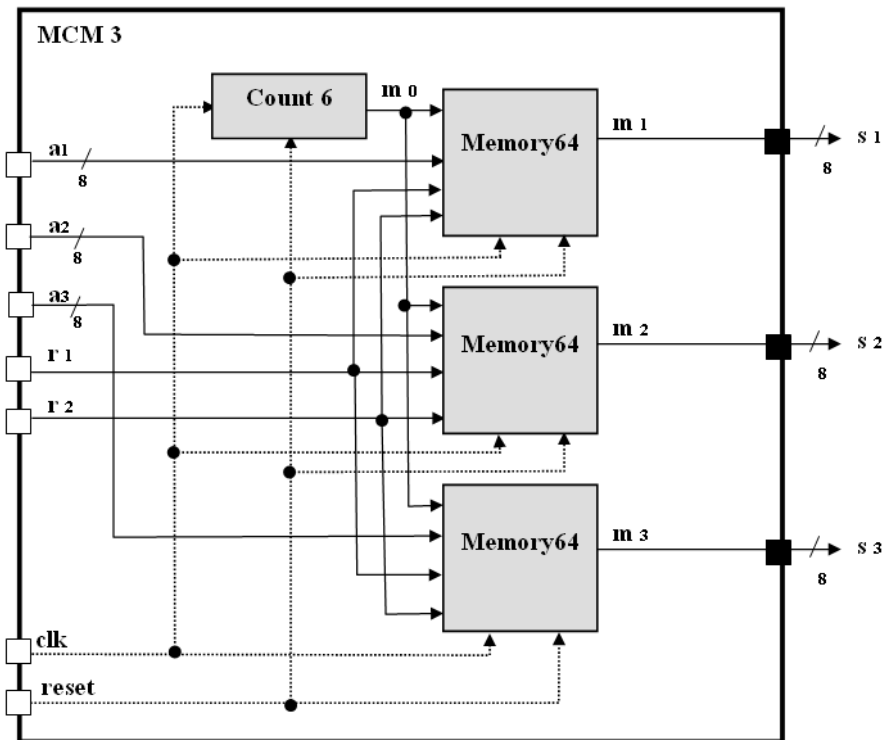 MCM 3
Count 6
m 0
Memory64
m 1
s 1
8
a1
8
a2
8
a3
8
r 1
r 2
Memory64
m 2
s 2
8
Memory64
m 3
s 3
8
clk
reset